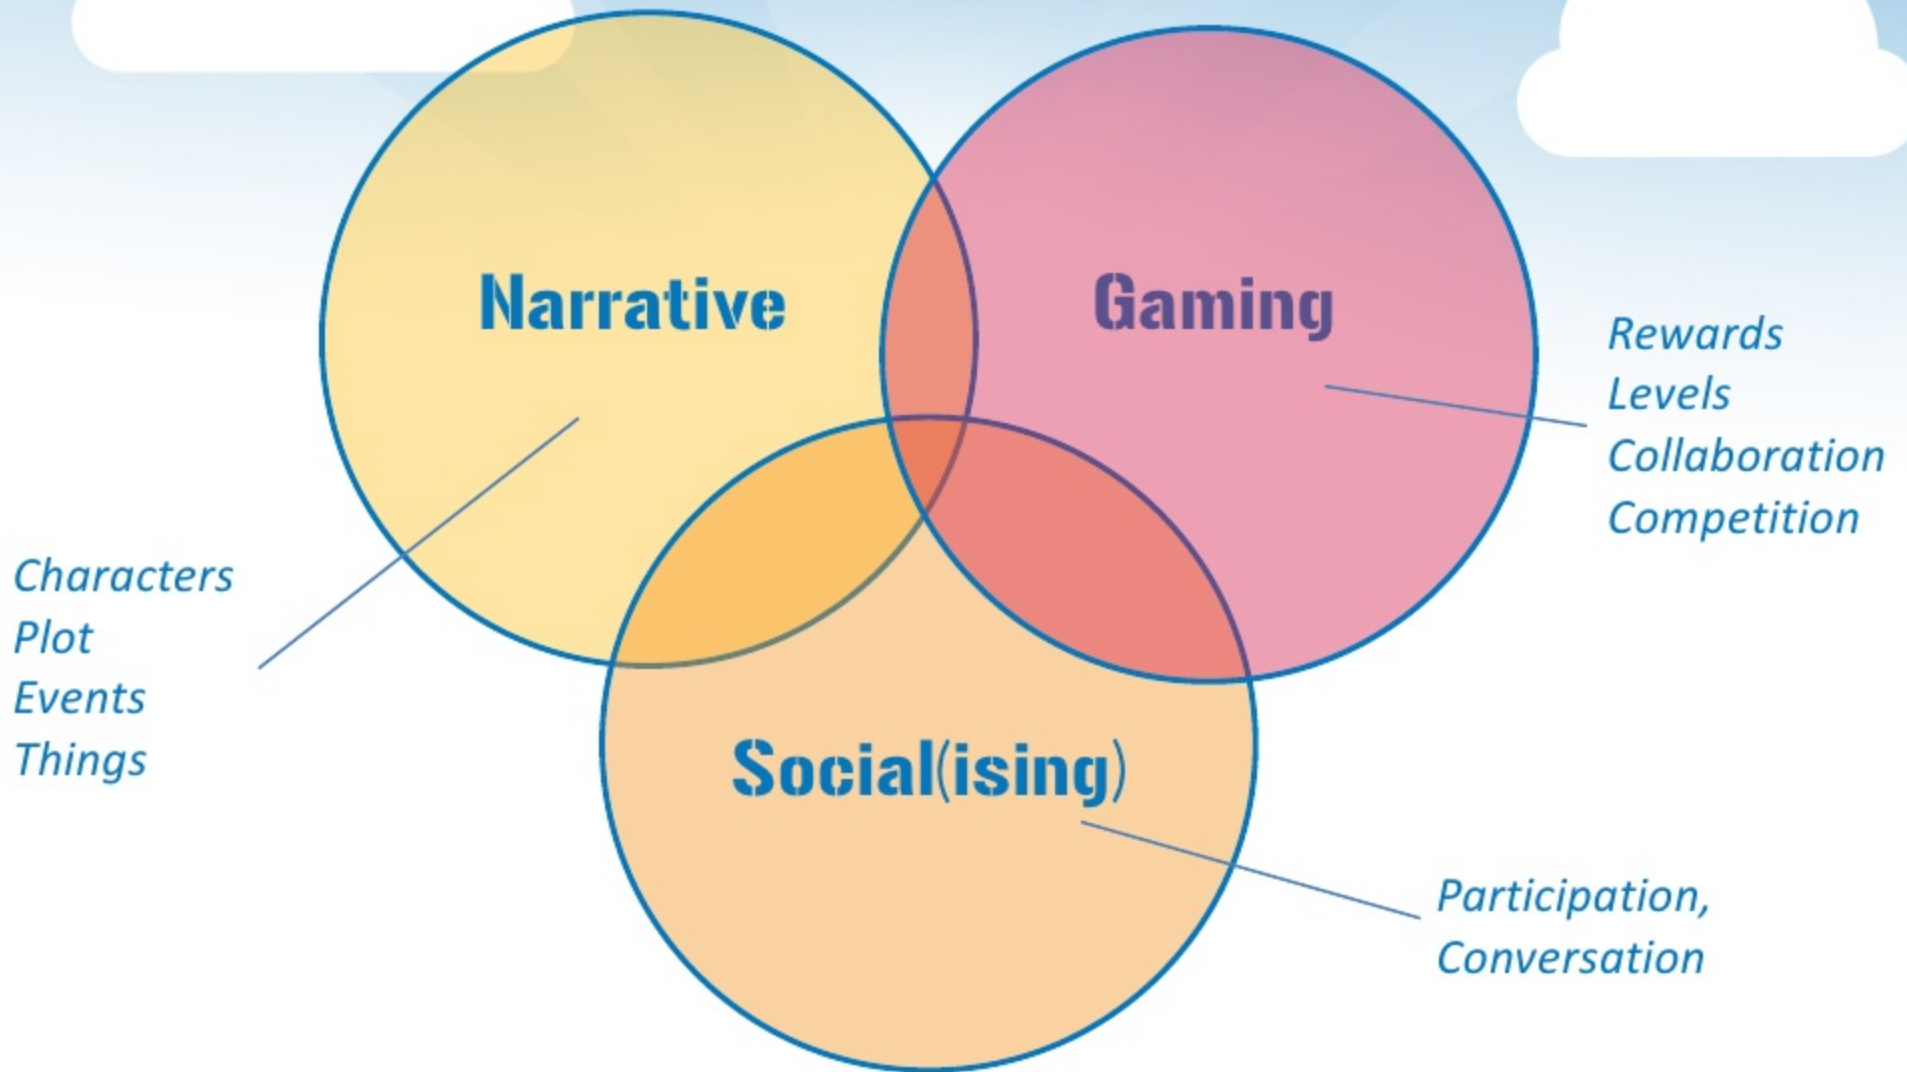 Narrative
Gaming
Rewards
Levels
Collaboration
Competition
Characters
Plot
Events
Things
Social(ising)
Participation,
Conversation